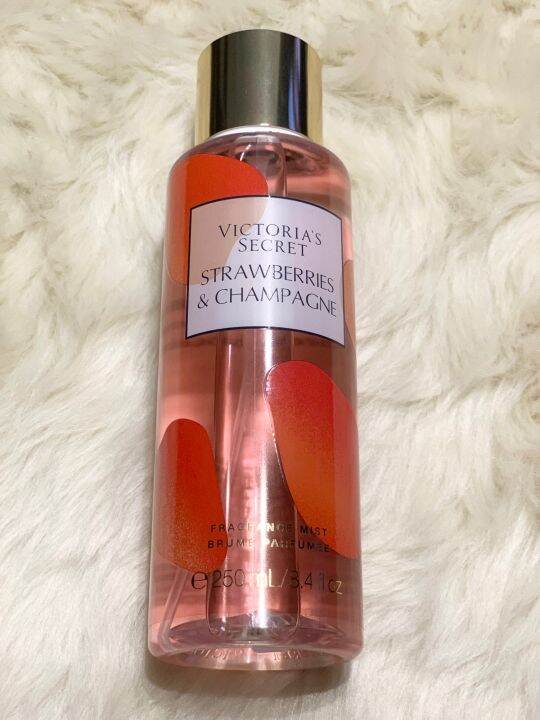 VICTORIA'S
SECRET
STRAWBERRIES
& CHAMPAGNE
FRAGRANCE MIST
BRUME PARFUMÉE
℮ 250 mL/8.4 fl oz